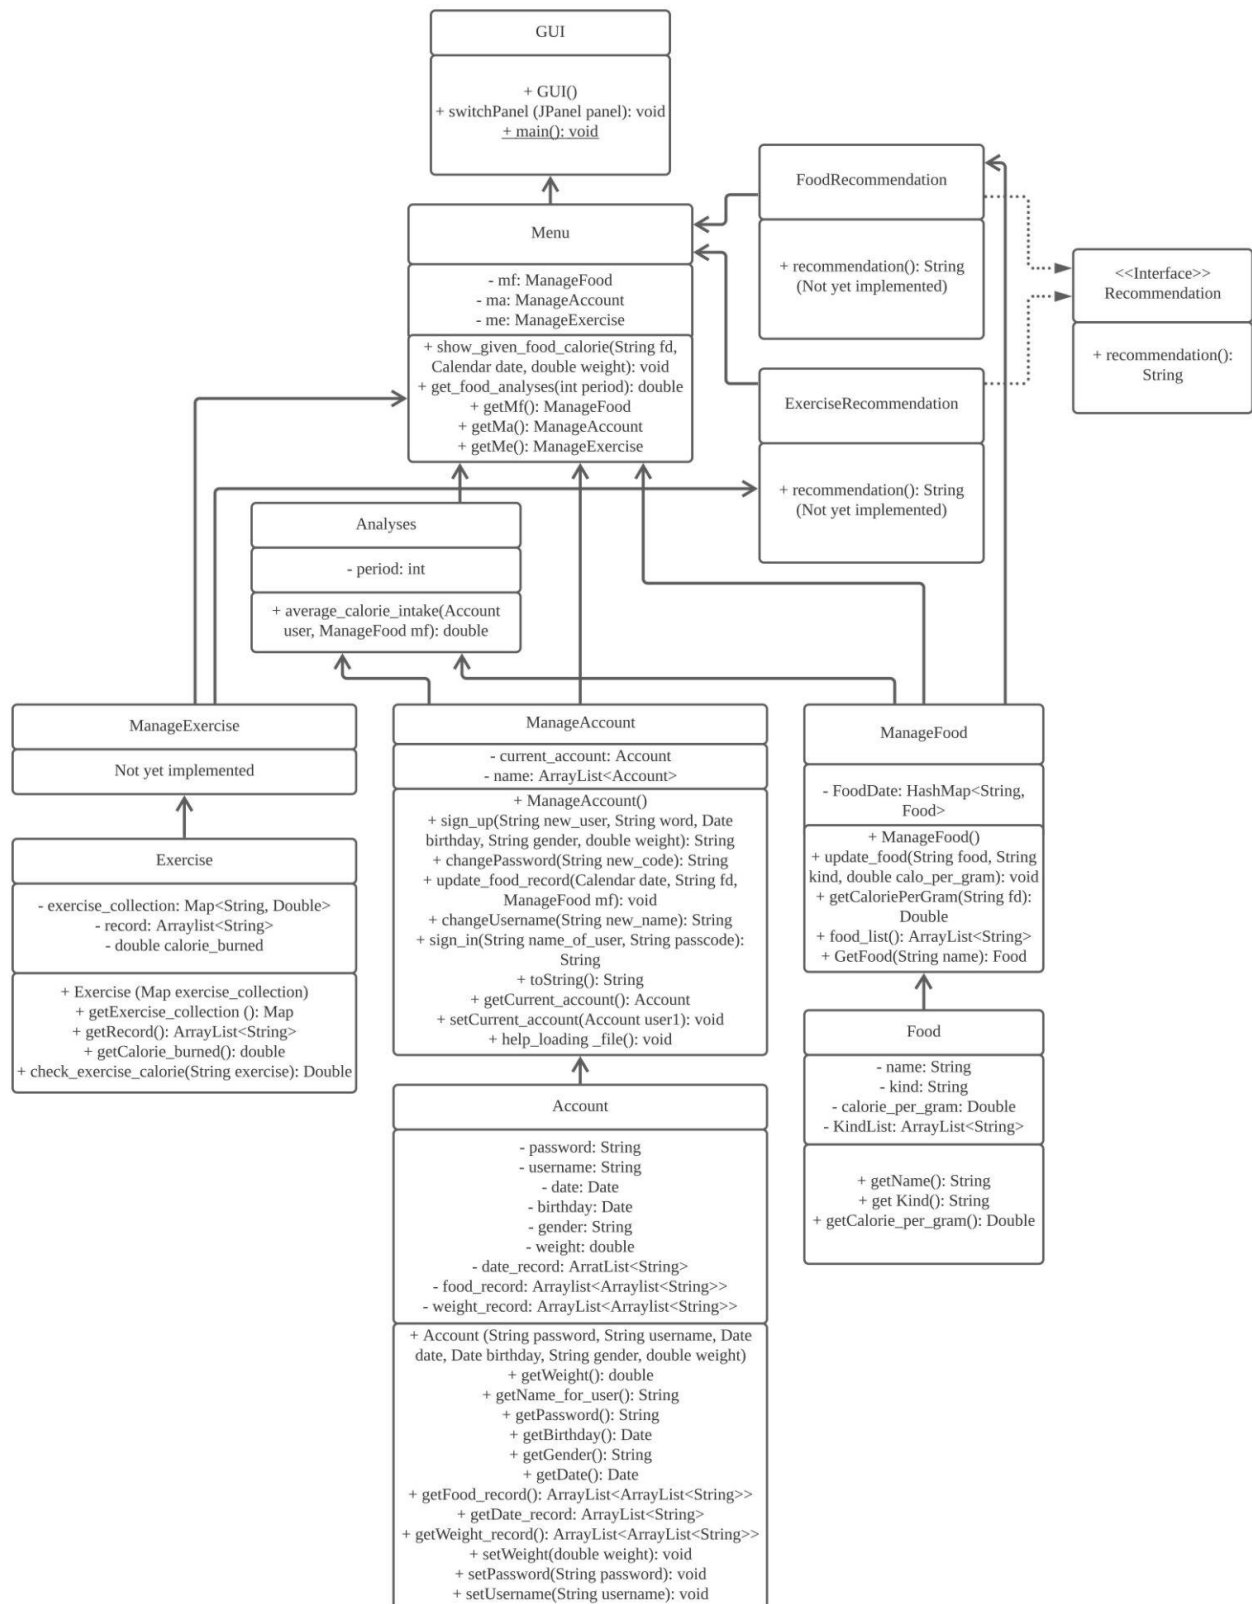 GUI
+ GUI()
+ switchPanel (JPanel panel): void
+ main(): void
Menu
- mf: ManageFood
- ma: ManageAccount
- me: ManageExercise
+ show_given_food_calorie(String fd,
Calendar date, double weight): void
+ get_food_analyses(int period): double
+ getMf(): ManageFood
+ getMa(): ManageAccount
+ getMe(): ManageExercise
FoodRecommendation
+ recommendation(): String
(Not yet implemented)
<<Interface>>
Recommendation
+ recommendation():
String
ExerciseRecommendation
+ recommendation(): String
(Not yet implemented)
Analyses
- period: int
+ average_calorie_intake(Account
user, ManageFood mf): double
ManageExercise
Not yet implemented
Exercise
- exercise_collection: Map<String, Double>
- record: Arraylist<String>
- double calorie_burned
+ Exercise (Map exercise_collection)
+ getExercise_collection (): Map
+ getRecord(): ArrayList<String>
+ getCalorie_burned(): double
+ check_exercise_calorie(String exercise): Double
ManageAccount
- current_account: Account
- name: ArrayList<Account>
+ ManageAccount()
+ sign_up(String new_user, String word, Date
birthday, String gender, double weight): String
+ changePassword(String new_code): String
+ update_food_record(Calendar date, String fd,
ManageFood mf): void
+ changeUsername(String new_name): String
+ sign_in(String name_of_user, String passcode):
String
+ toString(): String
+ getCurrent_account(): Account
+ setCurrent_account(Account user1): void
+ help_loading _file(): void
Account
- password: String
- username: String
- date: Date
- birthday: Date
- gender: String
- weight: double
- date_record: ArratList<String>
- food_record: Arraylist<Arraylist<String>>
- weight_record: ArrayList<Arraylist<String>>
+ Account (String password, String username, Date
date, Date birthday, String gender, double weight)
+ getWeight(): double
+ getName_for_user(): String
+ getPassword(): String
+ getBirthday(): Date
+ getGender(): String
+ getDate(): Date
+ getFood_record(): ArrayList<ArrayList<String>>
+ getDate_record: ArrayList<String>
+ getWeight_record(): ArrayList<ArrayList<String>>
+ setWeight(double weight): void
+ setPassword(String password): void
+ setUsername(String username): void
ManageFood
- FoodDate: HashMap<String,
Food>
+ ManageFood()
+ update_food(String food, String
kind, double calo_per_gram): void
+ getCaloriePerGram(String fd):
Double
+ food_list(): ArrayList<String>
+ GetFood(String name): Food
Food
- name: String
- kind: String
- calorie_per_gram: Double
- KindList: ArrayList<String>
+ getName(): String
+ get Kind(): String
+ getCalorie_per_gram(): Double